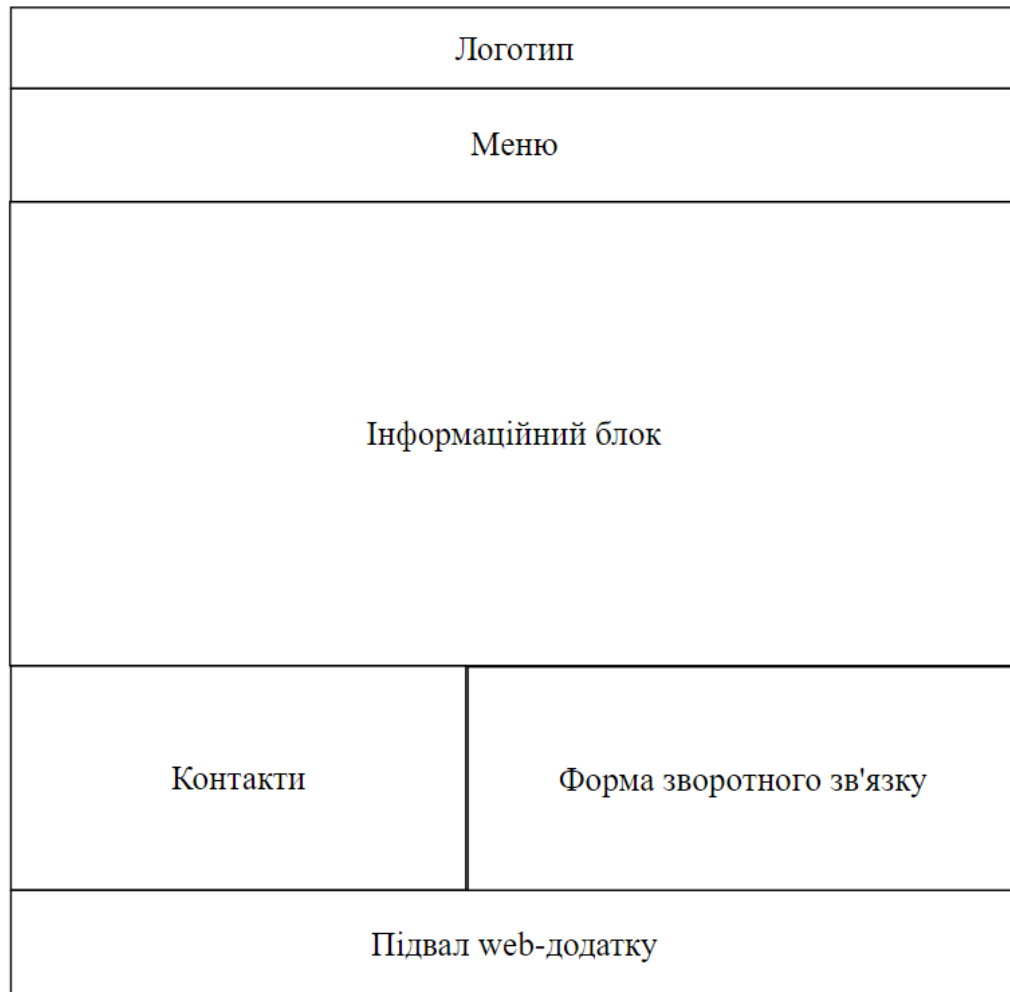 Логотип
Меню
Інформаційний блок
Контакти
Форма зворотного зв'язку
Підвал web-додатку